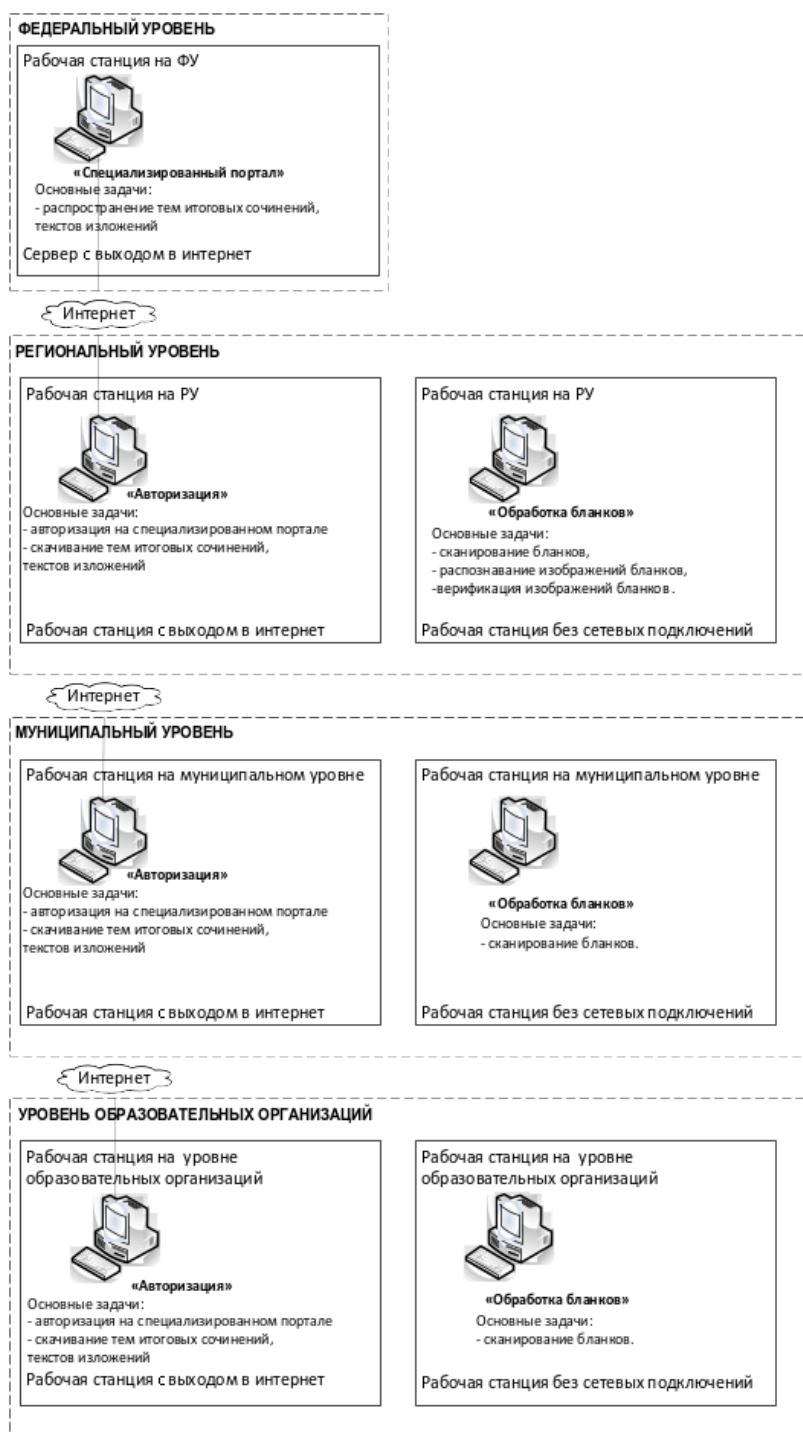 ФЕДЕРАЛЬНЫЙ УРОВЕНЬ
Рабочая станция на ФУ
«Специализированный портал»
Основные задачи:
- распространение тем итоговых сочинений,
текстов изложений
Сервер с выходом в интернет
Интернет
РЕГИОНАЛЬНЫЙ УРОВЕНЬ
Рабочая станция на РУ
«Авторизация»
Основные задачи:
- авторизация на специализированном портале
- скачивание тем итоговых сочинений,
текстов изложений
Рабочая станция с выходом в интернет
Рабочая станция на РУ
«Обработка бланков»
Основные задачи:
- сканирование бланков,
- распознавание изображений бланков,
-верификация изображений бланков.
Рабочая станция без сетевых подключений
Интернет
МУНИЦИПАЛЬНЫЙ УРОВЕНЬ
Рабочая станция на муниципальном уровне
«Авторизация»
Основные задачи:
- авторизация на специализированном портале
- скачивание тем итоговых сочинений,
текстов изложений
Рабочая станция с выходом в интернет
Рабочая станция на муниципальном уровне
«Обработка бланков»
Основные задачи:
- сканирование бланков.
Рабочая станция без сетевых подключений
Интернет
УРОВЕНЬ ОБРАЗОВАТЕЛЬНЫХ ОРГАНИЗАЦИЙ
Рабочая станция на уровне
образовательных организаций
«Авторизация»
Основные задачи:
- авторизация на специализированном портале
- скачивание тем итоговых сочинений,
текстов изложений
Рабочая станция с выходом в интернет
Рабочая станция на уровне
образовательных организаций
«Обработка бланков»
Основные задачи:
- сканирование бланков.
Рабочая станция без сетевых подключений